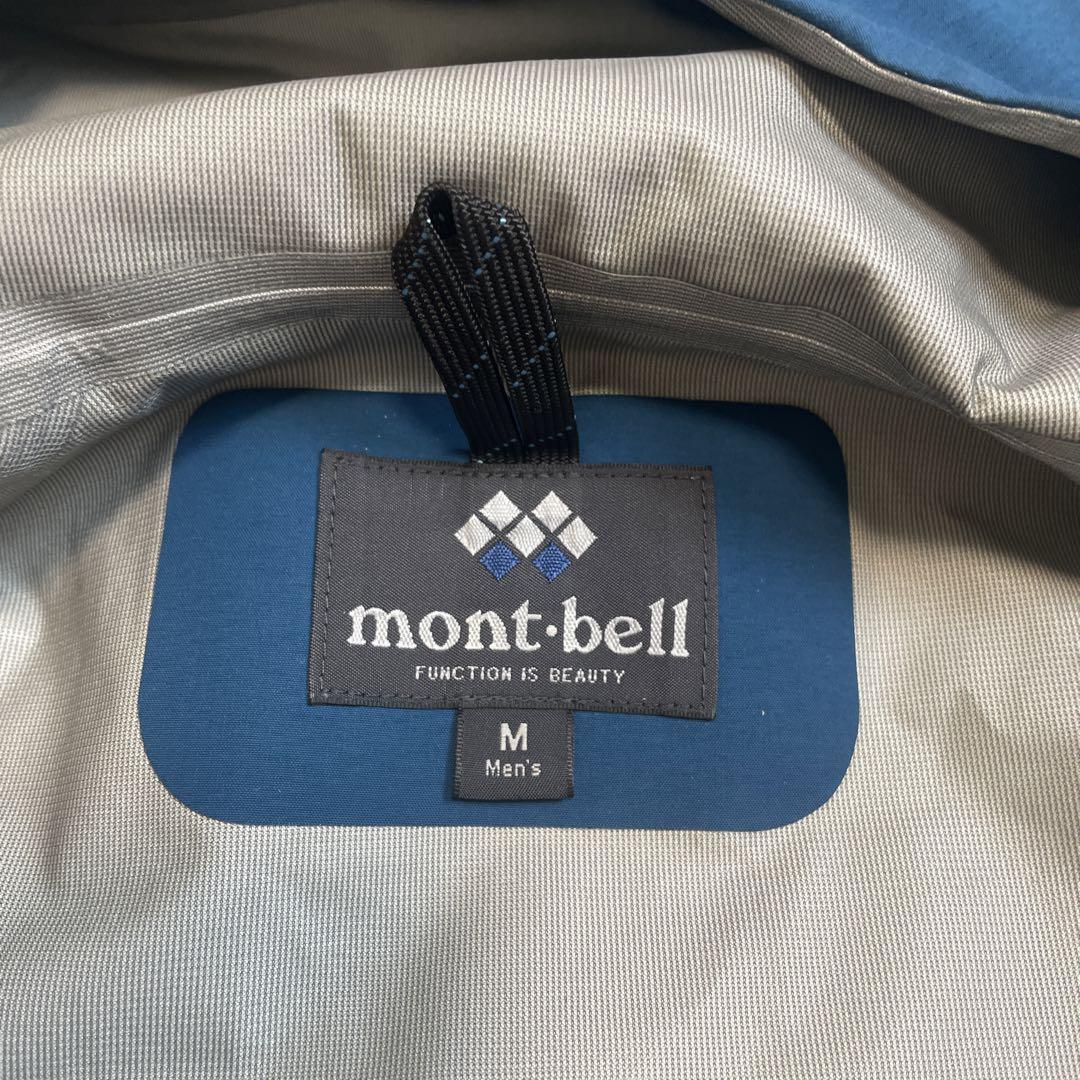 mont·bell
FUNCTION IS BEAUTY
M
Men's